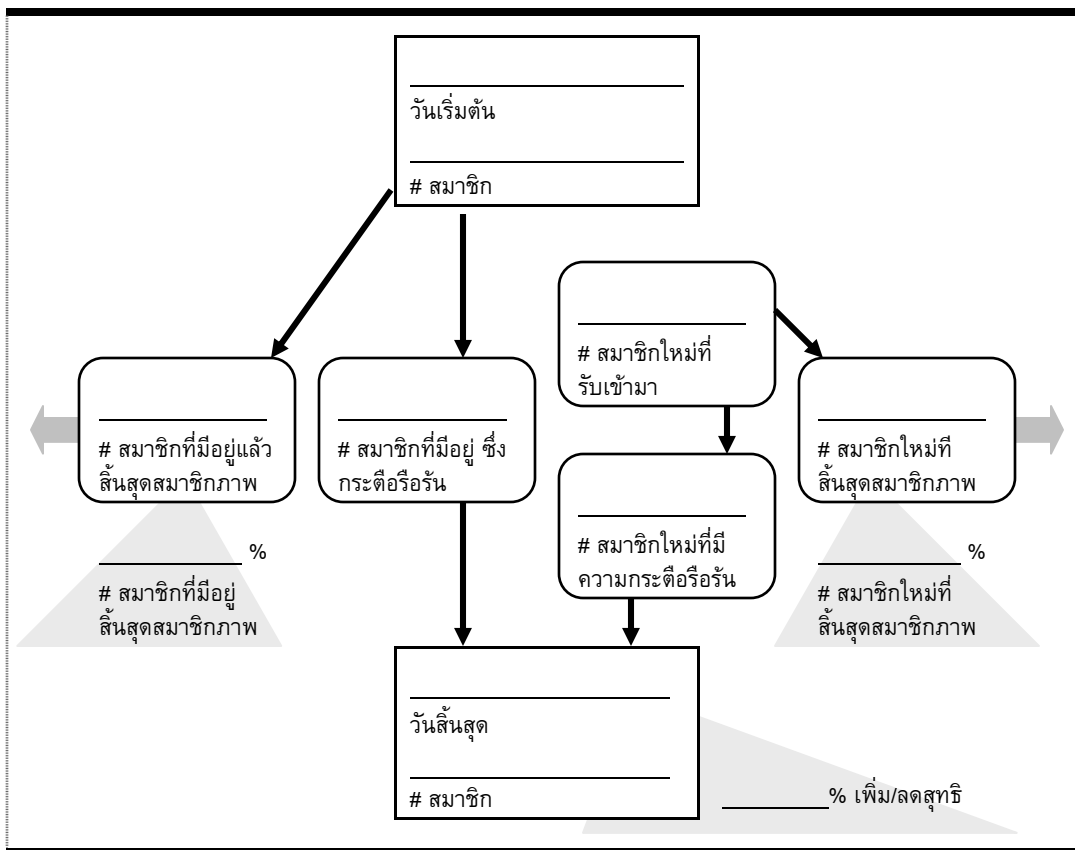 วันเริ่มต้น
# สมาชิก
# สมาชิกใหม่ที่
รับเข้ามา
# สมาชิกที่มีอยู่แล้ว
สิ้นสุดสมาชิกภาพ
# สมาชิกที่มีอยู่ ซึ่ง
กระตือรือร้น
# สมาชิกใหม่ที
สิ้นสุดสมาชิกภาพ
%
# สมาชิกที่มีอยู่
สิ้นสุดสมาชิกภาพ
# สมาชิกใหม่ที่มี
ความกระตือรือร้น
%
# สมาชิกใหม่ที่
สิ้นสุดสมาชิกภาพ
วันสิ้นสุด
# สมาชิก
% เพิ่ม/ลดสุทธิ